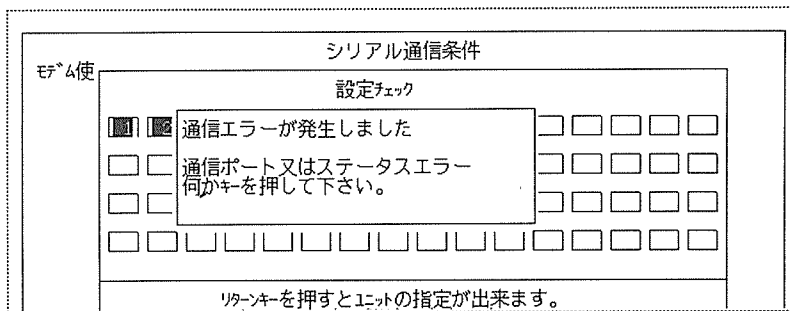 シリアル通信条件
モデム使
設定チェック
1 2
通信エラーが発生しました
通信ポート又はステータスエラー
何かキーを押して下さい。
リターンキーを押すとユニットの指定が出来ます。